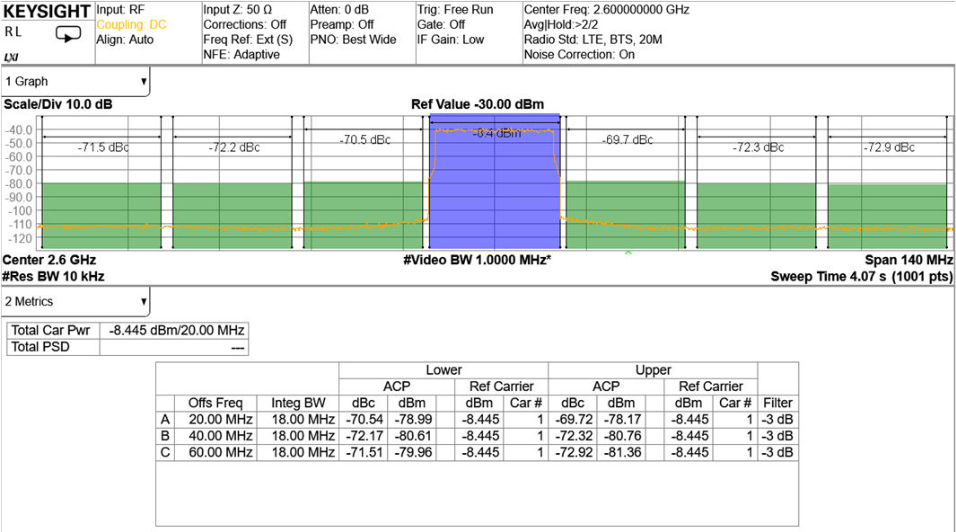 KEYSIGHT
RL
LXI
Input: RF
Coupling: DC
Align: Auto
Input Z: 50 Ω
Corrections: Off
Freq Ref: Ext (S)
NFE: Adaptive
Atten: 0 dB
Preamp: Off
PNO: Best Wide
Trig: Free Run
Gate: Off
IF Gain: Low
Center Freq: 2.600000000 GHz
Avg|Hold:>2/2
Radio Std: LTE, BTS, 20M
Noise Correction: On
1 Graph
Scale/Div 10.0 dB
Ref Value -30.00 dBm
-40.0
-50.0
-60.0
-70.0
-80.0
-90.0
-100
-110
-120
-71.5 dBc
-72.2 dBc
-70.5 dBc
-8.4 dBm
-69.7 dBc
-72.3 dBc
-72.9 dBc
Center 2.6 GHz
#Video BW 1.0000 MHz*
Span 140 MHz
#Res BW 10 kHz
Sweep Time 4.07 s (1001 pts)
2 Metrics
Total Car Pwr -8.445 dBm/20.00 MHz
Total PSD ---
Lower Upper
ACP Ref Carrier ACP Ref Carrier
Offs Freq Integ BW dBc dBm dBm Car # dBc dBm dBm Car # Filter
A 20.00 MHz 18.00 MHz -70.54 -78.99 -8.445 1 -69.72 -78.17 -8.445 1 -3 dB
B 40.00 MHz 18.00 MHz -72.17 -80.61 -8.445 1 -72.32 -80.76 -8.445 1 -3 dB
C 60.00 MHz 18.00 MHz -71.51 -79.96 -8.445 1 -72.92 -81.36 -8.445 1 -3 dB